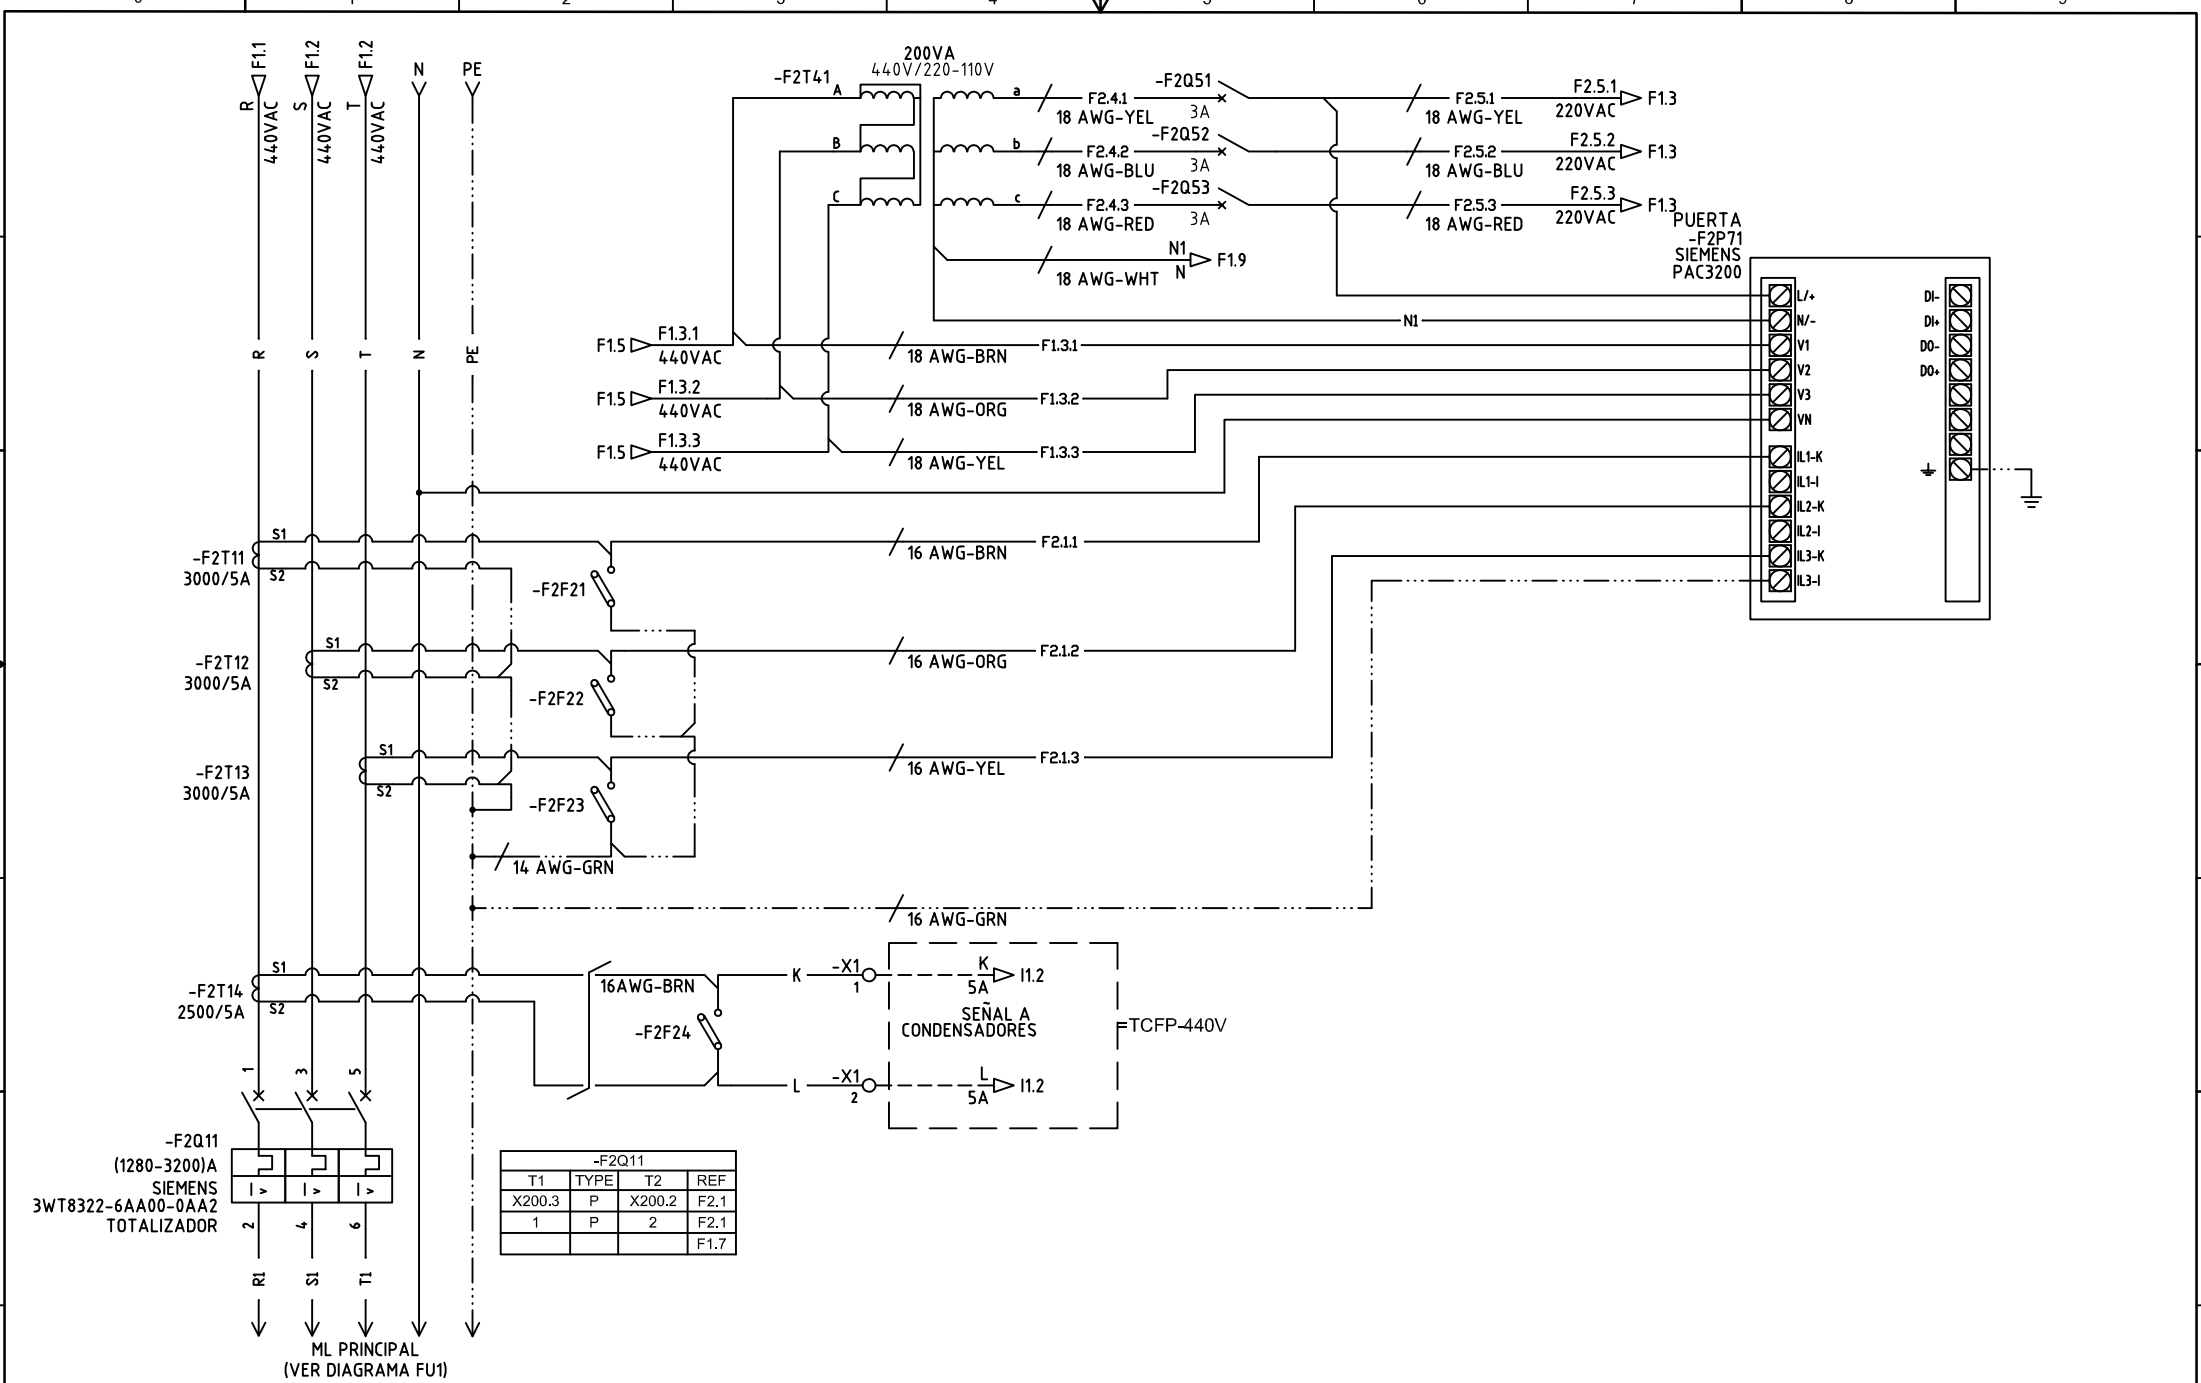 0 1 2 3 4 5 6 7 8 9
F1.1 F1.2 F1.2 N PE
R S T
440VAC 440VAC 440VAC
200VA
440V/220-110V
-F2T41
A a F2.4.1 -F2Q51 F2.5.1 F2.5.1 F1.3
18 AWG-YEL 3A 18 AWG-YEL 220VAC
B b F2.4.2 -F2Q52 F2.5.2 F2.5.2 F1.3
18 AWG-BLU 3A 18 AWG-BLU 220VAC
C c F2.4.3 -F2Q53 F2.5.3 F2.5.3 F1.3
18 AWG-RED 3A 18 AWG-RED 220VAC
N1
N F1.9
18 AWG-WHT
PUERTA
-F2P71
SIEMENS
PAC3200
L/+ DI-
N/- DI+
V1 DO-
V2 DO+
V3
VN
IL1-K
IL1-I
IL2-K
IL2-I
IL3-K
IL3-I
N1
R S T N PE
F1.5 F1.3.1
440VAC 18 AWG-BRN F1.3.1
F1.5 F1.3.2
440VAC 18 AWG-ORG F1.3.2
F1.5 F1.3.3
440VAC 18 AWG-YEL F1.3.3
S1
-F2T11
3000/5A S2
16 AWG-BRN F2.1.1
-F2F21
S1
-F2T12
3000/5A S2
16 AWG-ORG F2.1.2
-F2F22
S1
-F2T13
3000/5A S2
16 AWG-YEL F2.1.3
-F2F23
14 AWG-GRN
16 AWG-GRN
S1
-F2T14
2500/5A S2
16AWG-BRN K -X1 K I1.2
1 5A
-F2F24
SEÑAL A
CONDENSADORES
=TCFP-440V
L -X1 L I1.2
2 5A
1 3 5
-F2Q11
(1280-3200)A
SIEMENS
3WT8322-6AA00-0AA2
TOTALIZADOR
I > I > I >
2 4 6
-F2Q11
T1 TYPE T2 REF
X200.3 P X200.2 F2.1
1 P 2 F2.1
F1.7
R1 S1 T1
ML PRINCIPAL
(VER DIAGRAMA FU1)